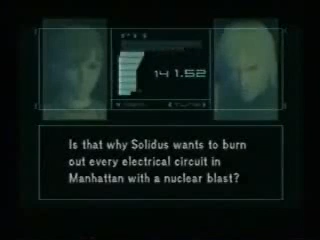 141.52
Is that why Solidus wants to burn
out every electrical circuit in
Manhattan with a nuclear blast?